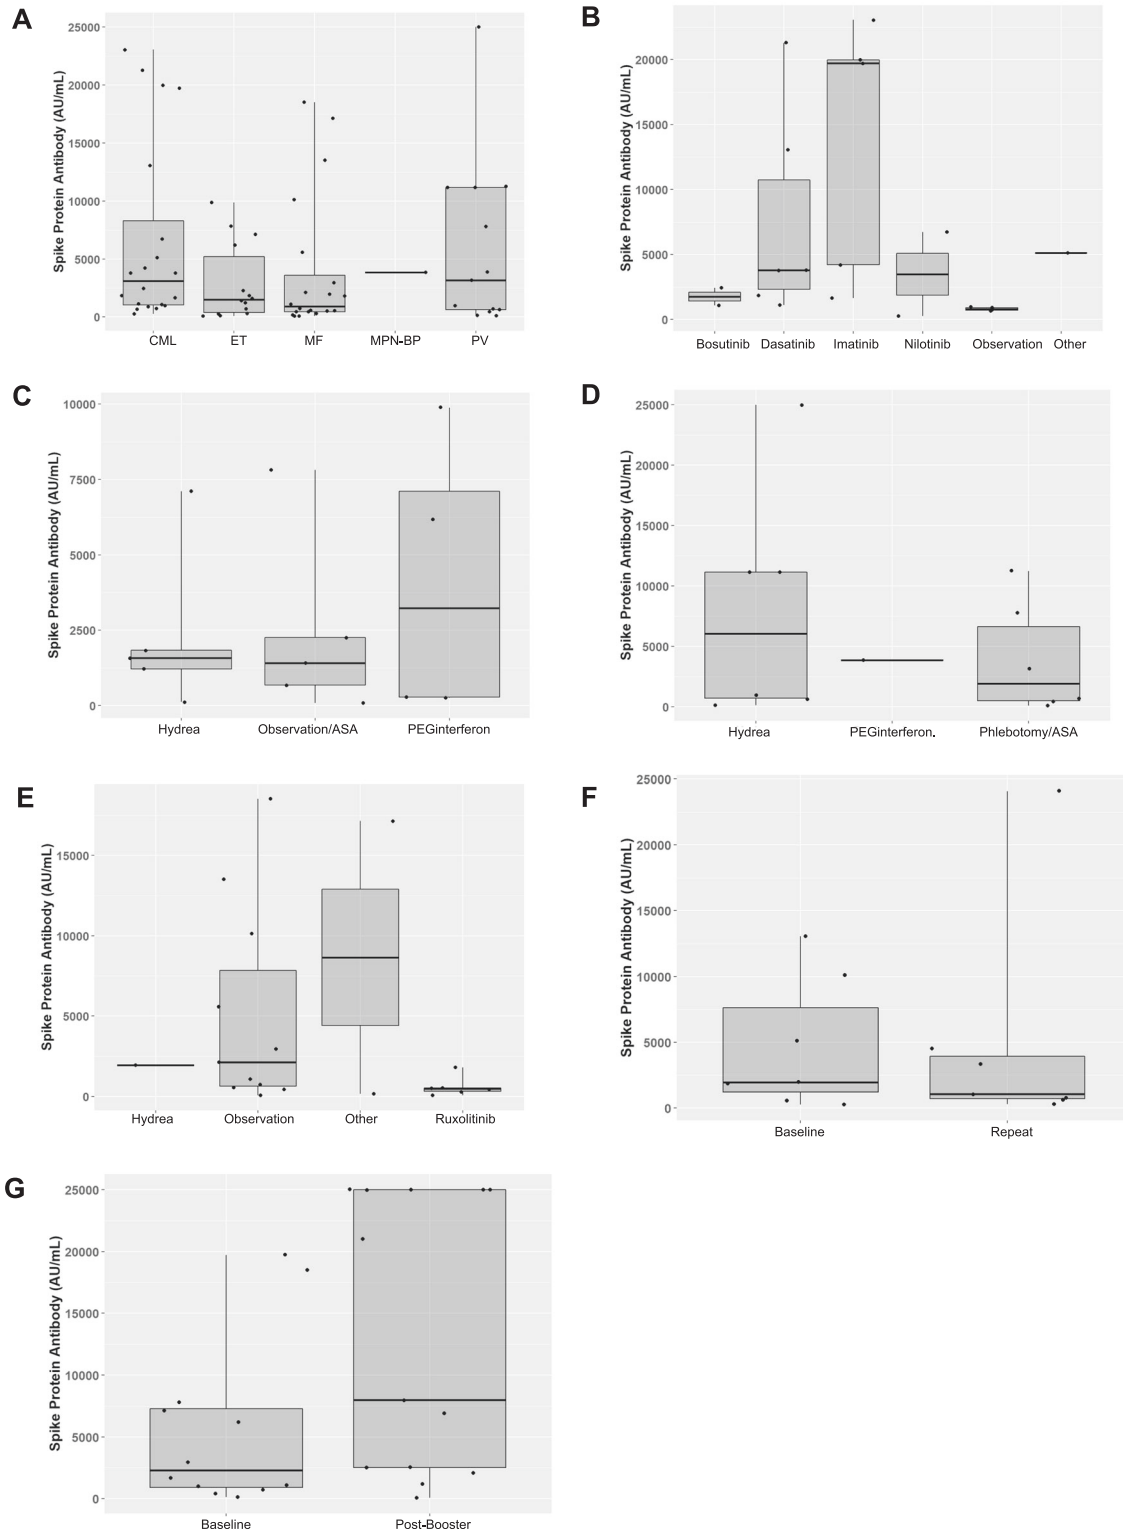 A
Spike Protein Antibody (AU/mL)
25000
20000
15000
10000
5000
0
CML ET MF MPN-BP PV
B
Spike Protein Antibody (AU/mL)
20000
15000
10000
5000
0
Bosutinib Dasatinib Imatinib Nilotinib Observation Other
C
Spike Protein Antibody (AU/mL)
10000
7500
5000
2500
0
Hydrea Observation/ASA PEGinterferon
D
Spike Protein Antibody (AU/mL)
25000
20000
15000
10000
5000
0
Hydrea PEGinterferon. Phlebotomy/ASA
E
Spike Protein Antibody (AU/mL)
15000
10000
5000
0
Hydrea Observation Other Ruxolitinib
F
Spike Protein Antibody (AU/mL)
25000
20000
15000
10000
5000
0
Baseline Repeat
G
Spike Protein Antibody (AU/mL)
25000
20000
15000
10000
5000
0
Baseline Post-Booster